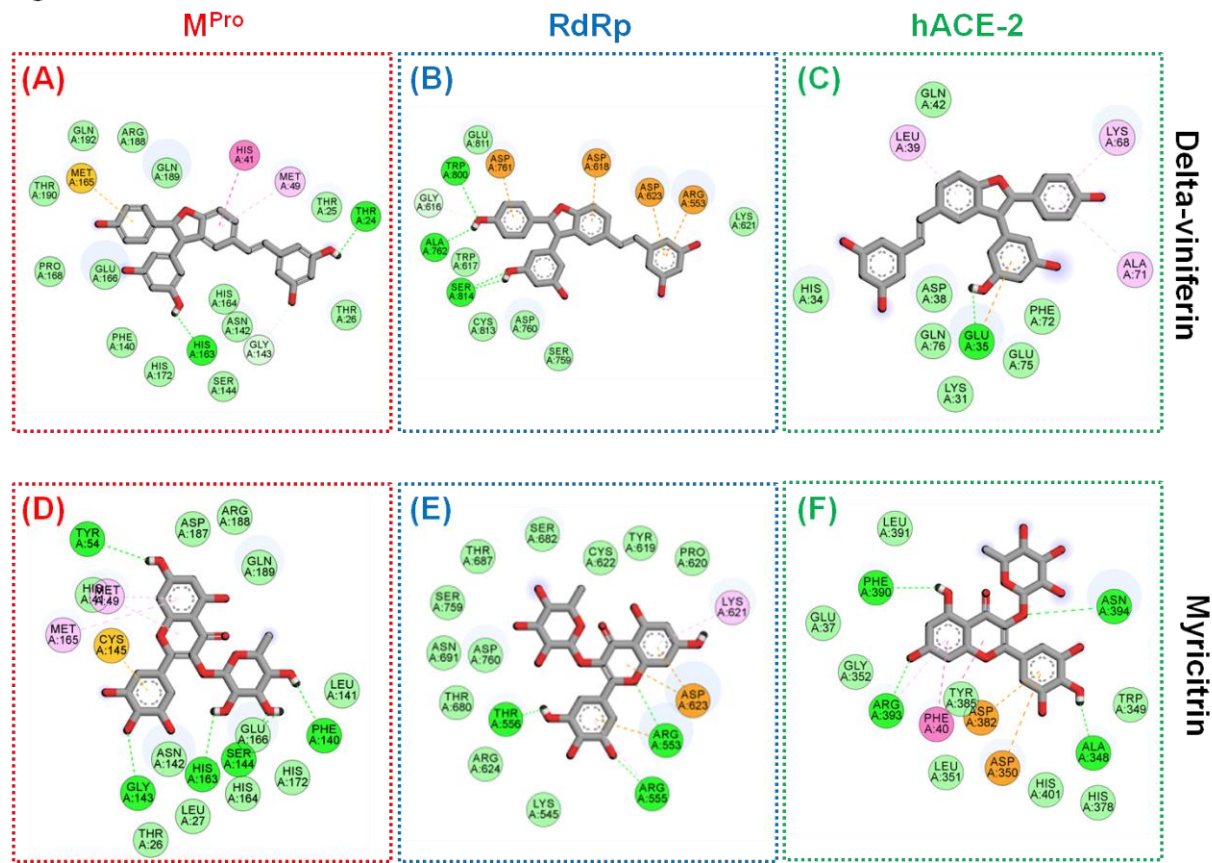 M^Pro
RdRp
hACE-2
(A)
GLN
A:192
ARG
A:188
GLN
A:189
HIS
A:41
MET
A:49
MET
A:165
THR
A:190
THR
A:25
THR
A:24
PRO
A:168
GLU
A:166
HIS
A:164
ASN
A:142
THR
A:26
PHE
A:140
HIS
A:172
HIS
A:163
GLY
A:143
SER
A:144
(B)
GLU
A:811
TRP
A:800
ASP
A:761
ASP
A:618
ASP
A:623
ARG
A:553
GLY
A:616
LYS
A:621
ALA
A:762
TRP
A:617
SER
A:814
CYS
A:813
ASP
A:760
SER
A:759
(C)
GLN
A:42
LEU
A:39
LYS
A:68
ALA
A:71
HIS
A:34
ASP
A:38
PHE
A:72
GLN
A:76
GLU
A:35
GLU
A:75
LYS
A:31
Delta-viniferin
(D)
TYR
A:54
ASP
A:187
ARG
A:188
GLN
A:189
MET
A:49
MET
A:165
CYS
A:145
LEU
A:141
PHE
A:140
GLU
A:166
SER
A:144
ASN
A:142
HIS
A:163
HIS
A:164
HIS
A:172
GLY
A:143
LEU
A:27
THR
A:26
(E)
SER
A:682
THR
A:687
CYS
A:622
TYR
A:619
PRO
A:620
LYS
A:621
SER
A:759
ASN
A:691
ASP
A:760
THR
A:680
ASP
A:623
THR
A:556
ARG
A:553
ARG
A:624
LYS
A:545
ARG
A:555
(F)
LEU
A:391
PHE
A:390
ASN
A:394
GLU
A:37
GLY
A:352
ARG
A:393
PHE
A:40
TYR
A:385
ASP
A:382
TRP
A:349
ALA
A:348
LEU
A:351
ASP
A:350
HIS
A:401
HIS
A:378
Myricitrin